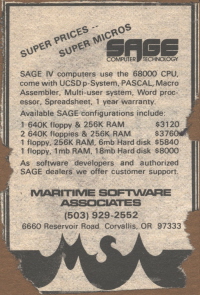 SUPER PRICES --
SUPER MICROS
SAGE
COMPUTER TECHNOLOGY
SAGE IV computers use the 68000 CPU,
come with UCSD p-System, PASCAL, Macro
Assembler, Multi-user system, Word proc-
essor, Spreadsheet, 1 year warranty.
Available SAGE configurations include:
1 640K floppy & 256K RAM $3120
2 640K floppies & 256K RAM $3760
1 floppy, 256K RAM, 6mb Hard disk $5840
1 floppy, 1mb RAM, 18mb Hard disk $8000
As software developers and authorized
SAGE dealers we offer customer support.
MARITIME SOFTWARE
ASSOCIATES
(503) 929-2552
6660 Reservoir Road, Corvallis, OR 97333
MSA